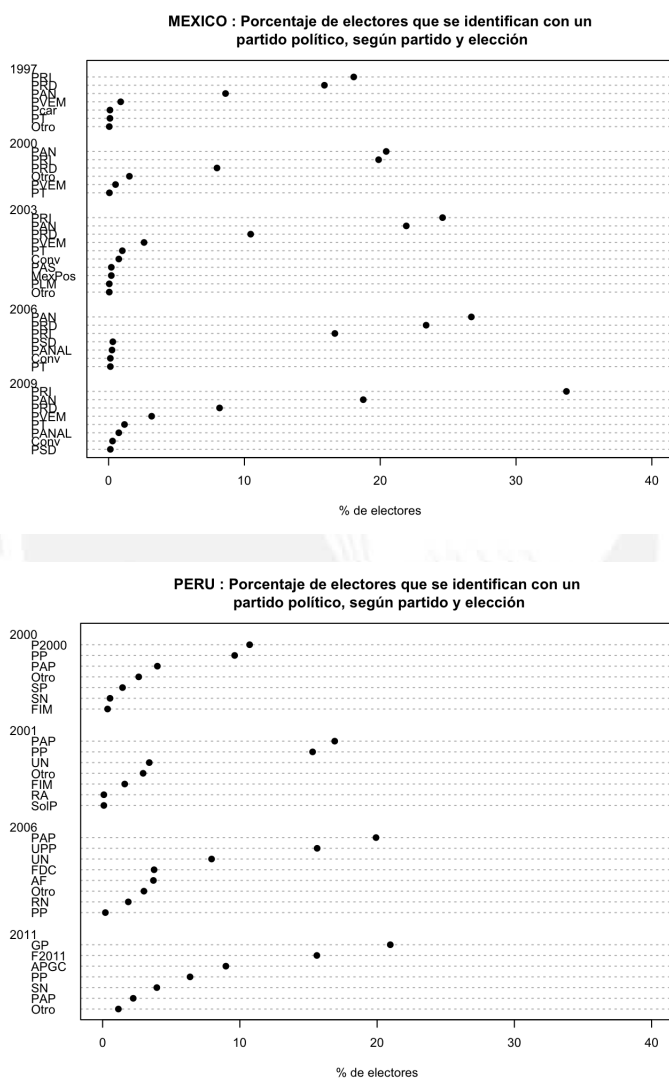 MEXICO : Porcentaje de electores que se identifican con un
partido político, según partido y elección
1997
PRI
PRD
PAN
PVEM
Pcar
PT
Otro
2000
PAN
PRI
PRD
Otro
PVEM
PT
2003
PRI
PAN
PRD
PVEM
PT
Conv
PAS
MexPos
PLM
Otro
2006
PAN
PRD
PRI
PSD
PANAL
Conv
PT
2009
PRI
PAN
PRD
PVEM
PT
PANAL
Conv
PSD
0 10 20 30 40
% de electores
PERU : Porcentaje de electores que se identifican con un
partido político, según partido y elección
2000
P2000
PP
PAP
Otro
SP
SN
FIM
2001
PAP
PP
UN
Otro
FIM
RA
SolP
2006
PAP
UPP
UN
FDC
AF
Otro
RN
PP
2011
GP
F2011
APGC
PP
SN
PAP
Otro
0 10 20 30 40
% de electores